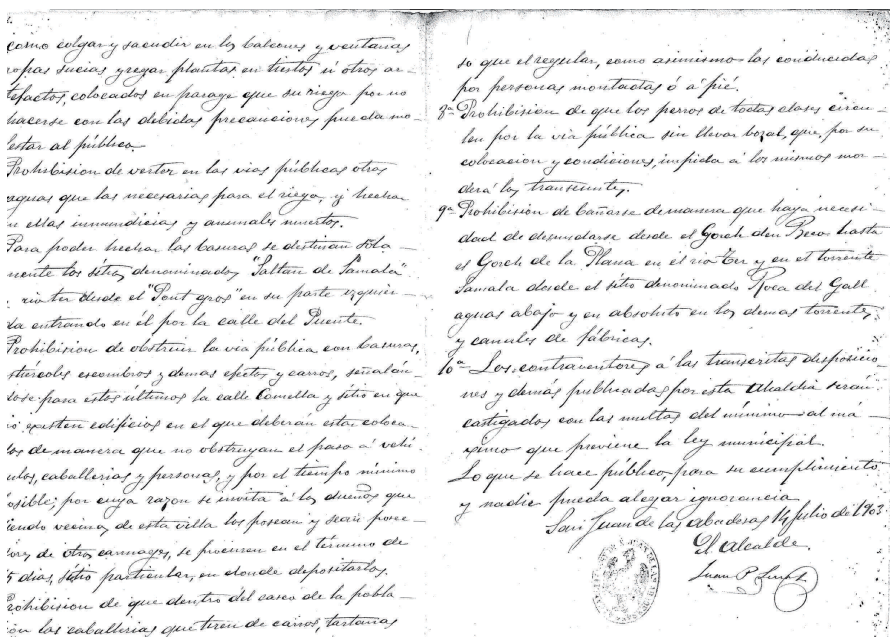 como colgar y sacudir en los balcones y ventanas
ropas sucias y regar plantas en tiestos ú otros ar-
tefactos, colocados en parage que su riego por no
hacerse con las debidas precauciones pueda mo-
lestar al público.
Prohibision de verter en las vias públicas otras
aguas que las necesarias para el riego, y hechar
en ellas inmundicias y animales muertos.
Para poder hechar las basuras se destinan sola-
mente los sitios denominados "Saltan de Samala"
rio ter desde el "Pont gros" en su parte izquier-
da entrando en él por la calle del Puente.
Prohibision de obstruir la via pública con basuras,
estiércoles escombros y demas efectos y carros, señalán-
dose para estos últimos la calle Comella y sitio en que
no existen edificios en el que deberán estar coloca-
dos de manera que no obstruyan el paso á vehi
culos, caballerias y personas, y por el tiempo minimo
posible; por cuya razon se invita á los dueños que
siendo vecinos de esta villa los posean y sean posee-
dores de otros carruages, se procuren en el término de
15 dias, sitio particular, en donde depositarlos.
Prohibision de que dentro del casco de la pobla-
cion las caballerias que tiren de carros, tartanas
so que el regular, como asimismo las conducidas
por personas montadas ó á pié.
8ª Prohibision de que los perros de todas clases circu-
len por la via pública sin llevar bozal, que, por su
colocacion y condiciones, impida á los mismos mor-
derá los transeuntes.
9ª Prohibision de bañarse de manera que haya necesi-
dad de desnudarse desde el Gorch den Beco hasta
el Gorch de la Plana en el rio Ter y en el torrente
Samala desde el sitio denominado Roca del Gall
aguas abajo y en absoluto en los demas torrentes
y canales de fábricas.
10ª Los contraventores á las transcritas disposicio-
nes y demás publicadas por esta Alcaldia serán
castigados con las multas del minimo al má-
ximo que previene la ley municipal.
Lo que se hace público, para su cumplimiento
y nadie pueda alegar ignorancia.
San Juan de las Abadesas 14 julio de 1903.
El Alcalde.
Juan P.